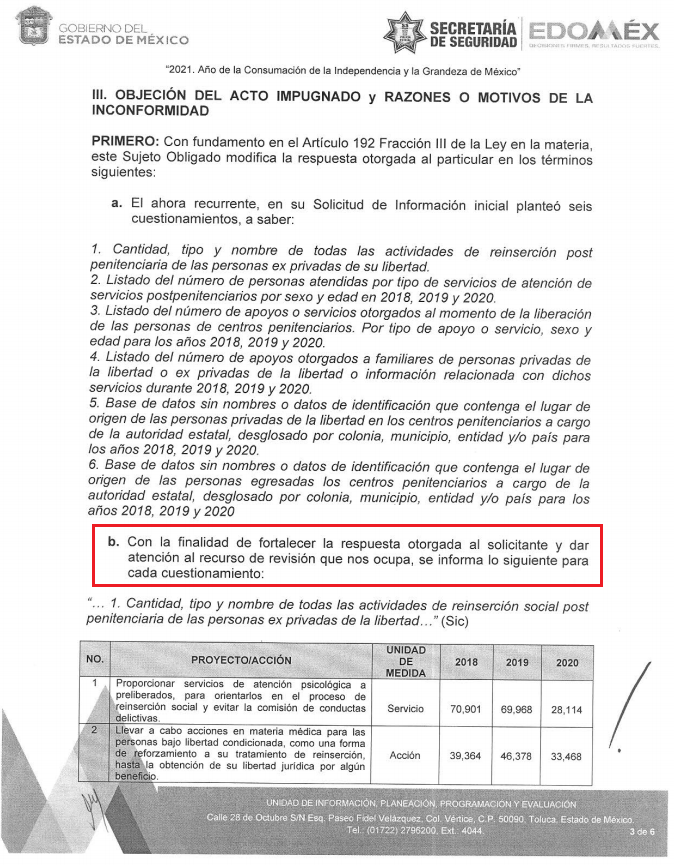 GOBIERNO DEL
ESTADO DE MÉXICO
SECRETARÍA
DE SEGURIDAD
EDOMÉX
DECISIONES FIRMES, RESULTADOS FUERTES.
“2021. Año de la Consumación de la Independencia y la Grandeza de México”
III. OBJECIÓN DEL ACTO IMPUGNADO y RAZONES O MOTIVOS DE LA
INCONFORMIDAD
PRIMERO: Con fundamento en el Artículo 192 Fracción III de la Ley en la materia,
este Sujeto Obligado modifica la respuesta otorgada al particular en los términos
siguientes:
a. El ahora recurrente, en su Solicitud de Información inicial planteó seis
cuestionamientos, a saber:
1. Cantidad, tipo y nombre de todas las actividades de reinserción post
penitenciaria de las personas ex privadas de su libertad.
2. Listado del número de personas atendidas por tipo de servicios de atención de
servicios postpenitenciarios por sexo y edad en 2018, 2019 y 2020.
3. Listado del número de apoyos o servicios otorgados al momento de la liberación
de las personas de centros penitenciarios. Por tipo de apoyo o servicio, sexo y
edad para los años 2018, 2019 y 2020.
4. Listado del número de apoyos otorgados a familiares de personas privadas de
la libertad o ex privadas de la libertad o información relacionada con dichos
servicios durante 2018, 2019 y 2020.
5. Base de datos sin nombres o datos de identificación que contenga el lugar de
origen de las personas privadas de la libertad en los centros penitenciarios a cargo
de la autoridad estatal, desglosado por colonia, municipio, entidad y/o país para
los años 2018, 2019 y 2020.
6. Base de datos sin nombres o datos de identificación que contenga el lugar de
origen de las personas egresadas los centros penitenciarios a cargo de la
autoridad estatal, desglosado por colonia, municipio, entidad y/o país para los
años 2018, 2019 y 2020
b. Con la finalidad de fortalecer la respuesta otorgada al solicitante y dar
atención al recurso de revisión que nos ocupa, se informa lo siguiente para
cada cuestionamiento:
“… 1. Cantidad, tipo y nombre de todas las actividades de reinserción social post
penitenciaria de las personas ex privadas de la libertad…” (Sic)
NO. PROYECTO/ACCIÓN UNIDAD DE MEDIDA 2018 2019 2020
1 Proporcionar servicios de atención psicológica a
preliberados, para orientarlos en el proceso de
reinserción social y evitar la comisión de conductas
delictivas. Servicio 70,901 69,968 28,114
2 Llevar a cabo acciones en materia médica para las
personas bajo libertad condicionada, como una forma
de reforzamiento a su tratamiento de reinserción,
hasta la obtención de su libertad jurídica por algún
beneficio. Acción 39,364 46,378 33,468
UNIDAD DE INFORMACIÓN, PLANEACIÓN, PROGRAMACIÓN Y EVALUACIÓN
Calle 28 de Octubre S/N Esq. Paseo Fidel Velázquez, Col. Vértice, C.P. 50090, Toluca, Estado de México.
Tel.: (01722) 2796200, Ext.: 4044.
3 de 6